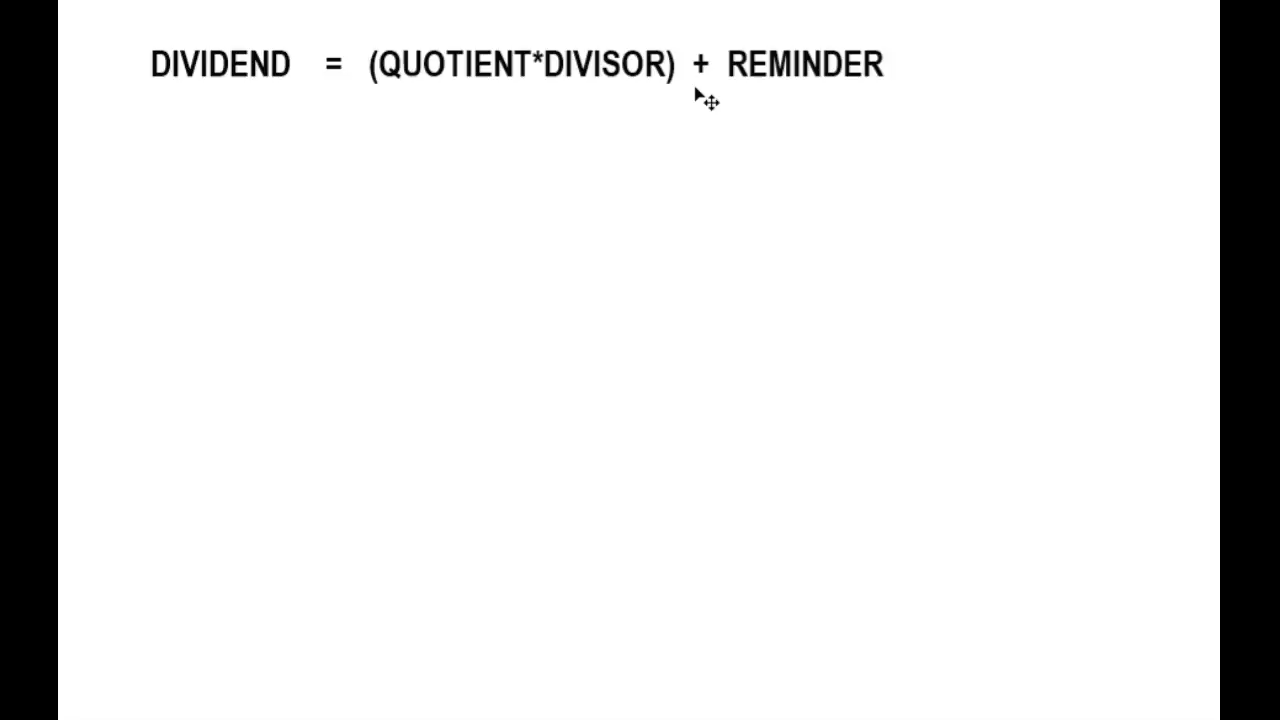 DIVIDEND = (QUOTIENT*DIVISOR) + REMINDER